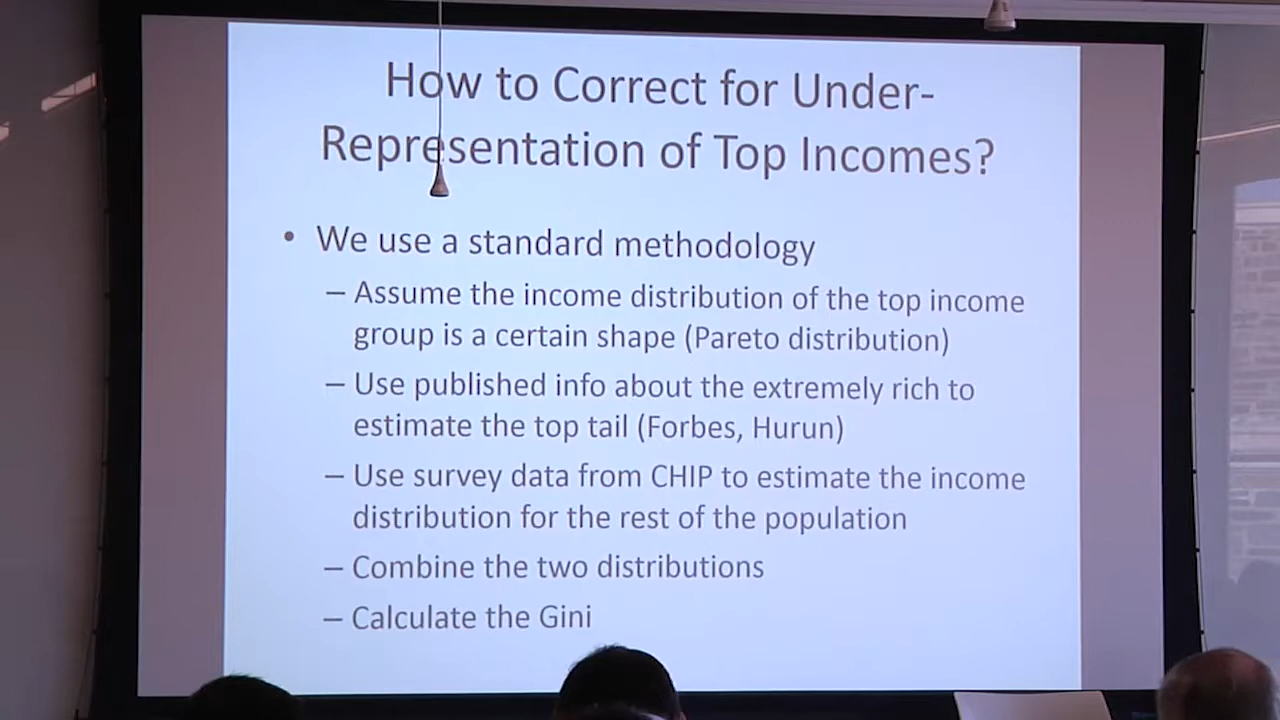 How to Correct for Under-
Representation of Top Incomes?
• We use a standard methodology
– Assume the income distribution of the top income
group is a certain shape (Pareto distribution)
– Use published info about the extremely rich to
estimate the top tail (Forbes, Hurun)
– Use survey data from CHIP to estimate the income
distribution for the rest of the population
– Combine the two distributions
– Calculate the Gini